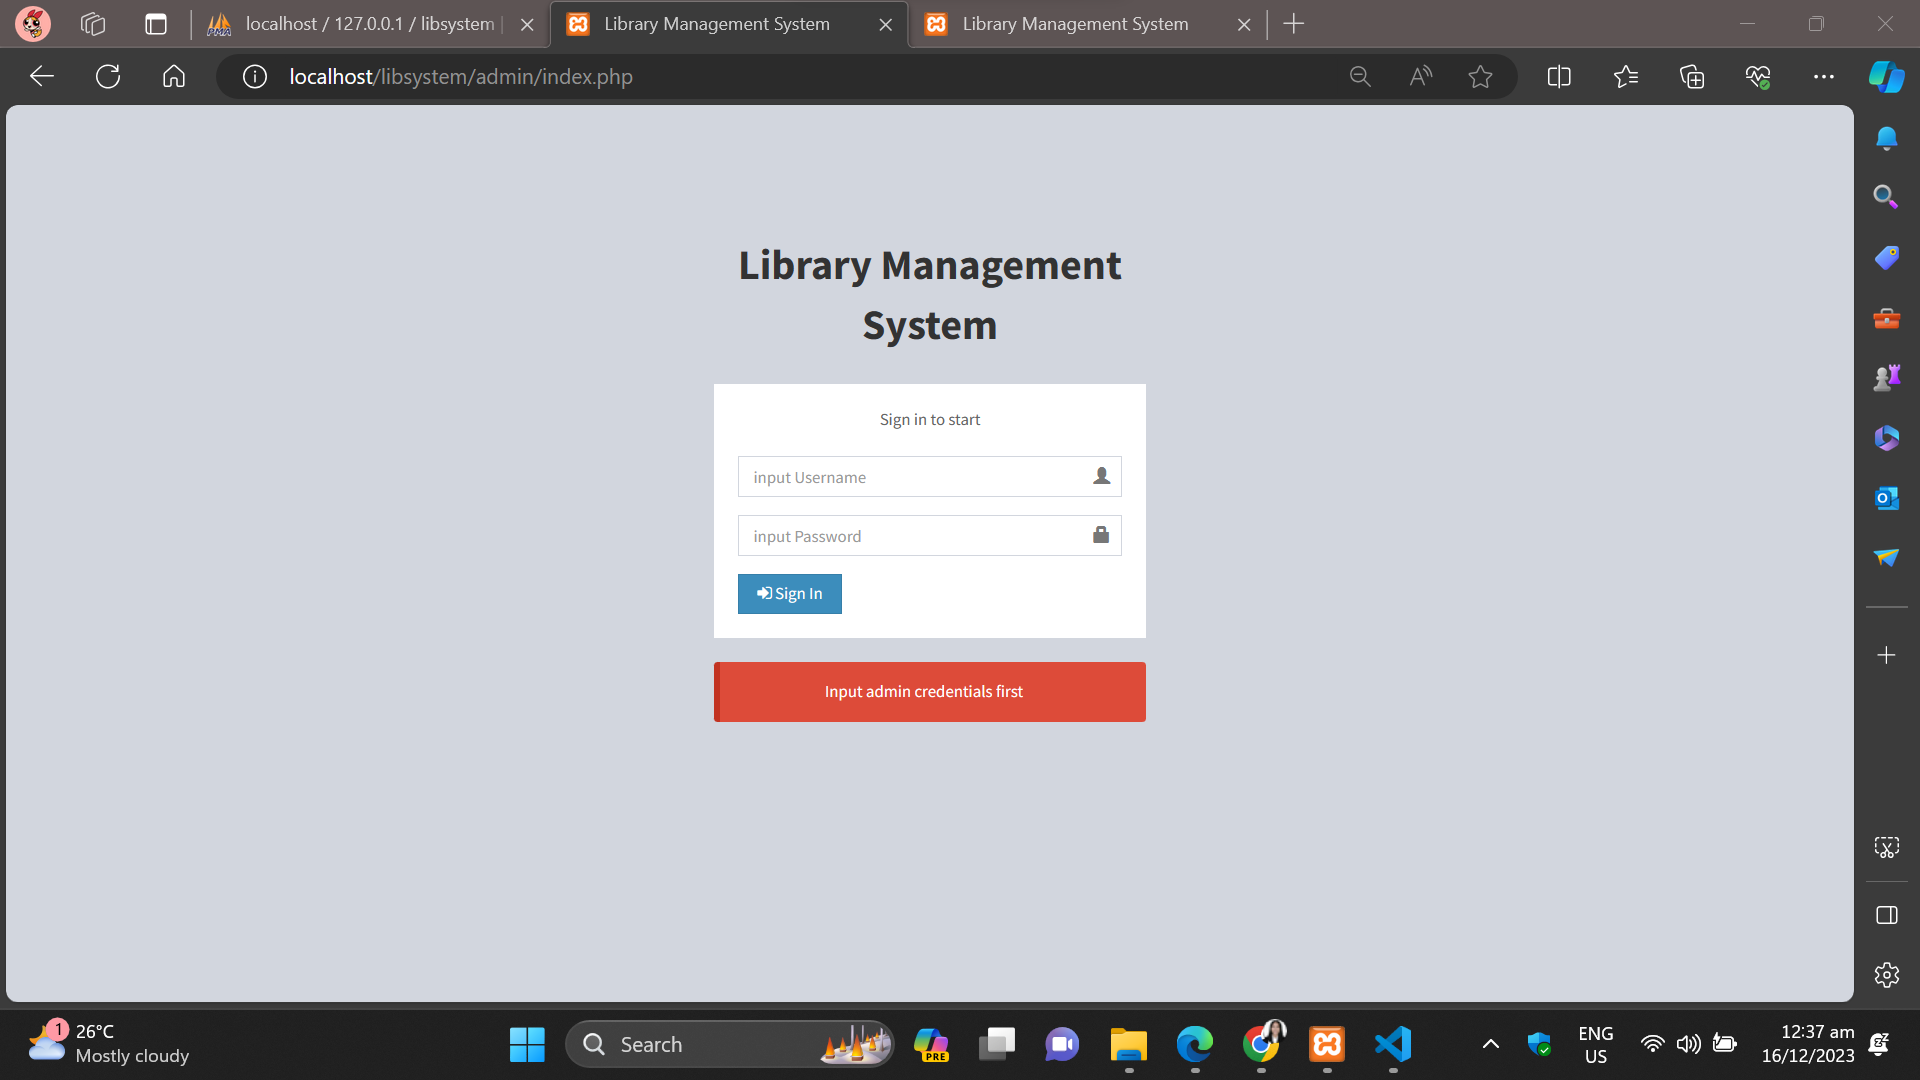 localhost / 127.0.0.1 / libsystem |
Library Management System
Library Management System
localhost/libsystem/admin/index.php
Library Management
System
Sign in to start
input Username
input Password
Sign In
Input admin credentials first
1
26°C
Mostly cloudy
Search
PRE
ENG
US
12:37 am
16/12/2023